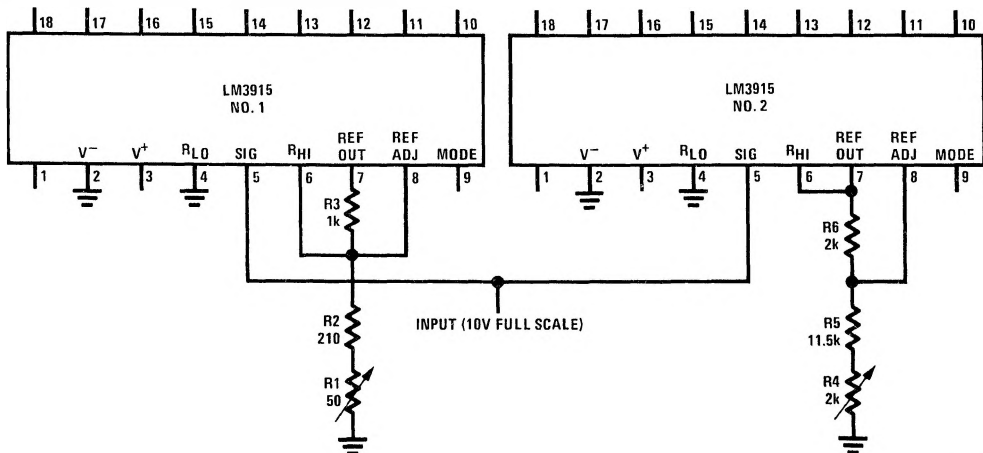 18 17 16 15 14 13 12 11 10
LM3915
NO. 1
V⁻ V⁺ RLO SIG RHI REF OUT REF ADJ MODE
1 2 3 4 5 6 7 8 9
R3
1k
R2
210
R1
50
18 17 16 15 14 13 12 11 10
LM3915
NO. 2
V⁻ V⁺ RLO SIG RHI REF OUT REF ADJ MODE
1 2 3 4 5 6 7 8 9
R6
2k
R5
11.5k
R4
2k
INPUT (10V FULL SCALE)